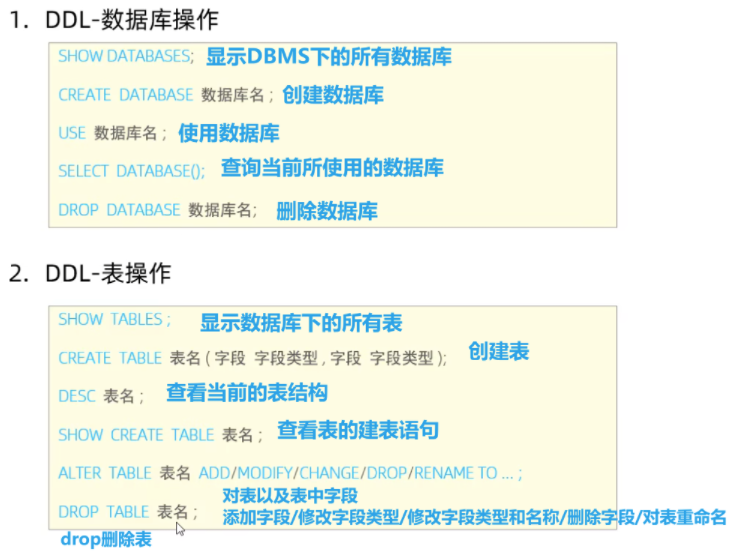 1. DDL-数据库操作
SHOW DATABASES; 显示DBMS下的所有数据库
CREATE DATABASE 数据库名; 创建数据库
USE 数据库名; 使用数据库
SELECT DATABASE(); 查询当前所使用的数据库
DROP DATABASE 数据库名; 删除数据库
2. DDL-表操作
SHOW TABLES; 显示数据库下的所有表
CREATE TABLE 表名(字段 字段类型,字段 字段类型); 创建表
DESC 表名; 查看当前的表结构
SHOW CREATE TABLE 表名; 查看表的建表语句
ALTER TABLE 表名 ADD/MODIFY/CHANGE/DROP/RENAME TO ...;
对表以及表中字段
DROP TABLE 表名; 添加字段/修改字段类型/修改字段类型和名称/删除字段/对表重命名
drop删除表